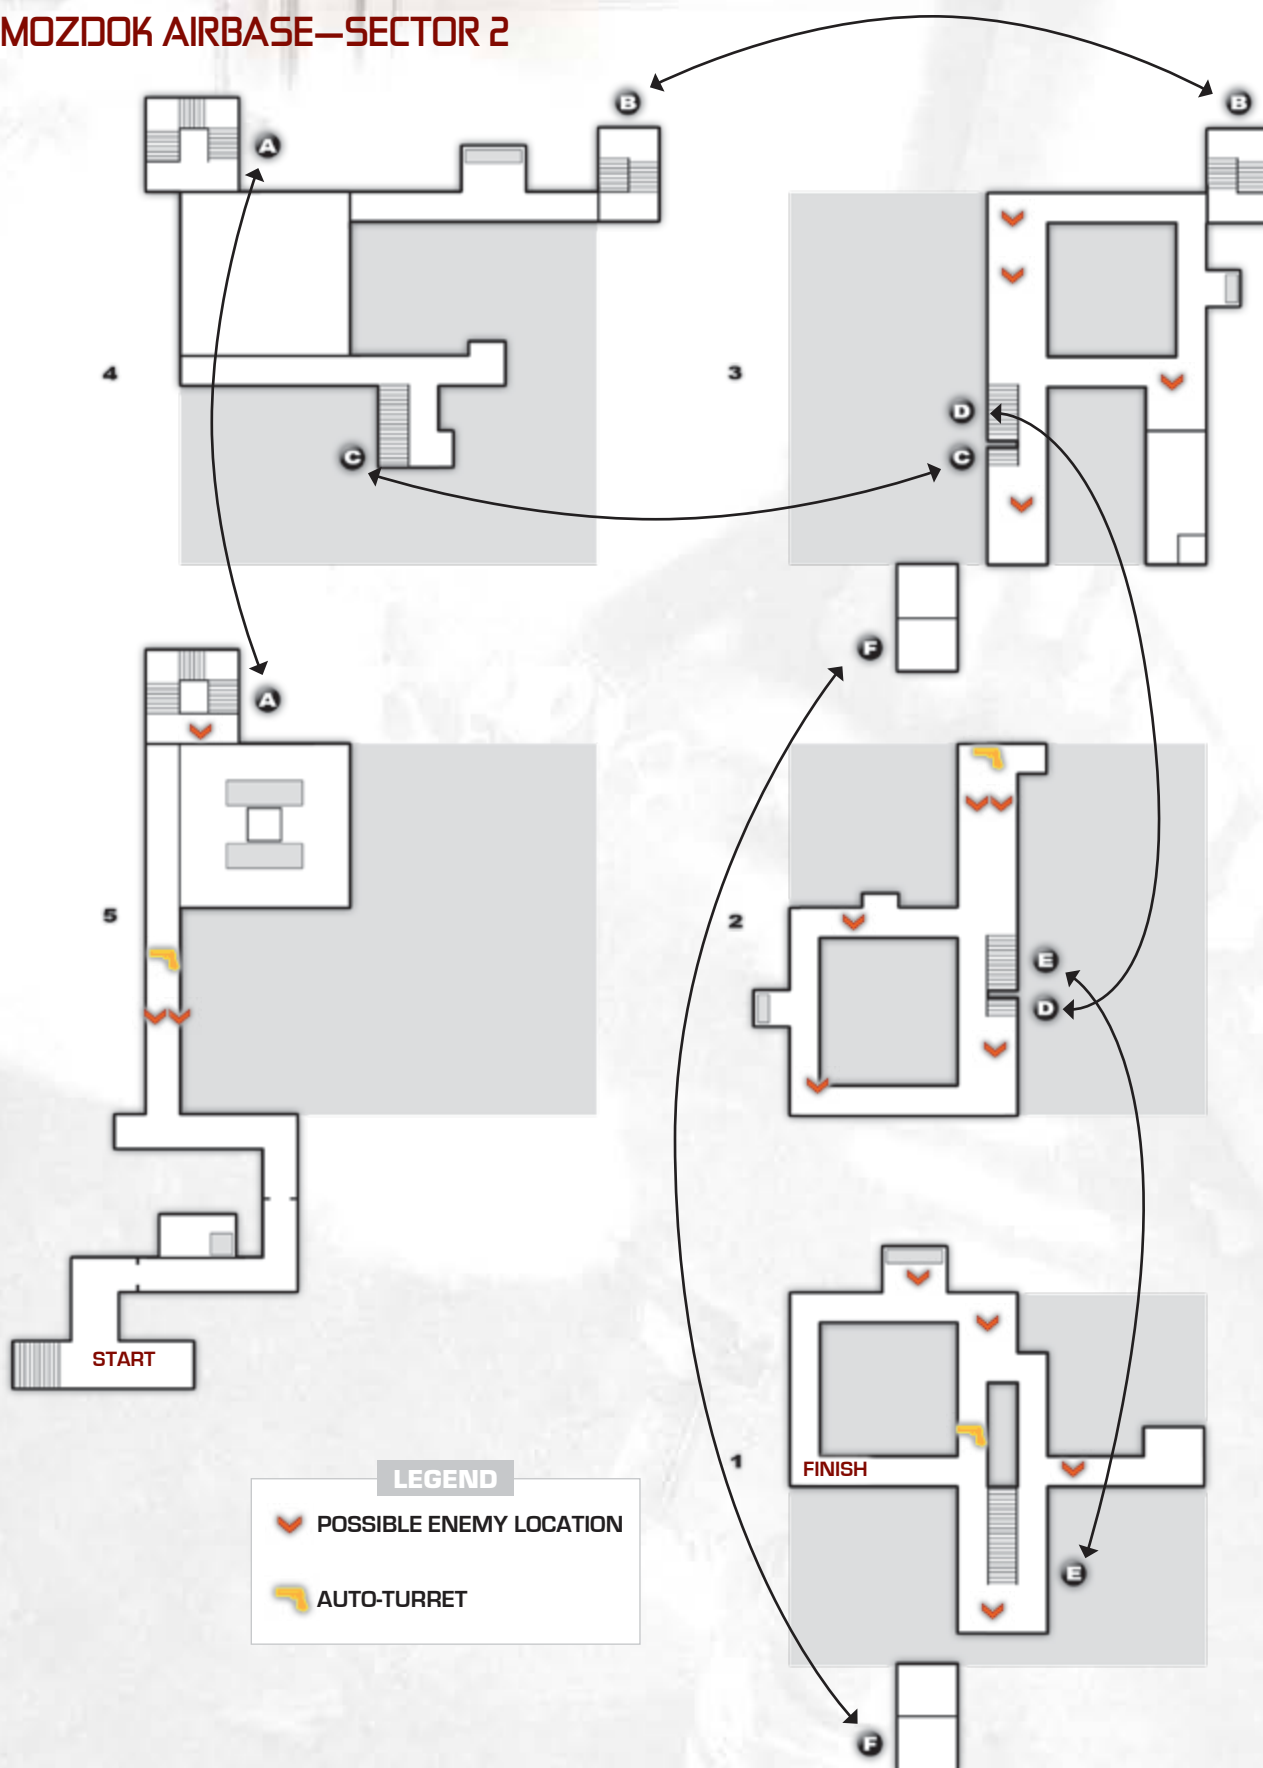 MOZDOK AIRBASE—SECTOR 2
B
B
A
4
3
D
C
C
F
A
5
2
E
D
START
1
FINISH
LEGEND
POSSIBLE ENEMY LOCATION
AUTO-TURRET
E
F